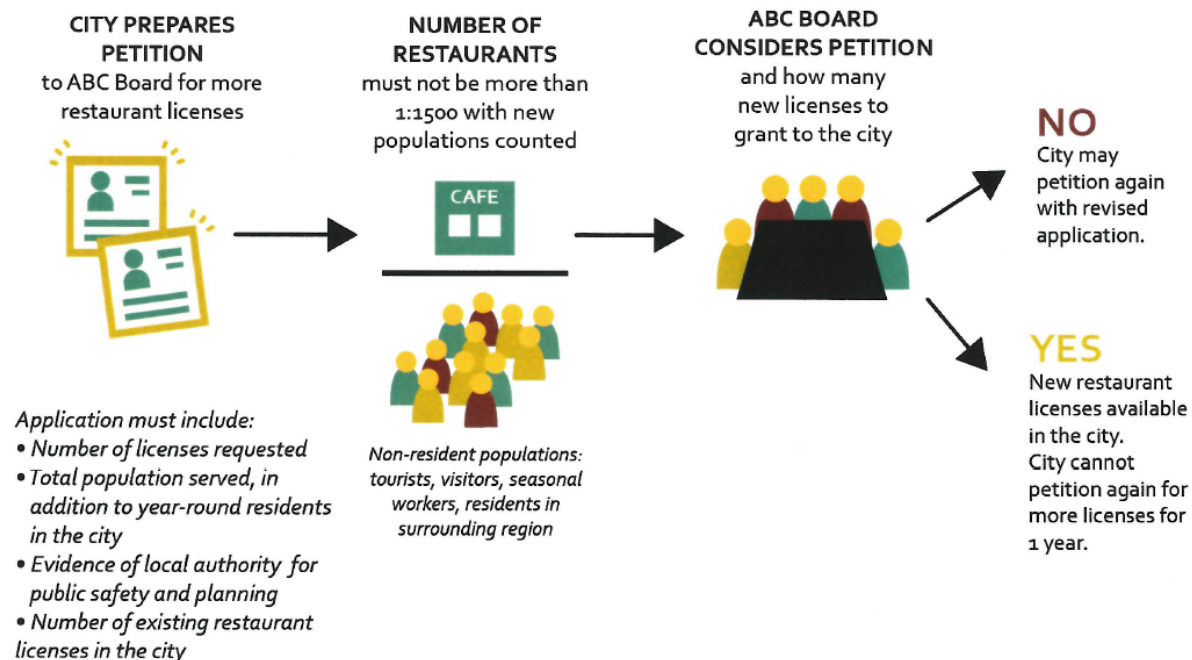 CITY PREPARES
PETITION
to ABC Board for more
restaurant licenses
Application must include:
• Number of licenses requested
• Total population served, in
addition to year-round residents
in the city
• Evidence of local authority for
public safety and planning
• Number of existing restaurant
licenses in the city
NUMBER OF
RESTAURANTS
must not be more than
1:1500 with new
populations counted
CAFE
Non-resident populations:
tourists, visitors, seasonal
workers, residents in
surrounding region
ABC BOARD
CONSIDERS PETITION
and how many
new licenses to
grant to the city
NO
City may
petition again
with revised
application.
YES
New restaurant
licenses available
in the city.
City cannot
petition again for
more licenses for
1 year.